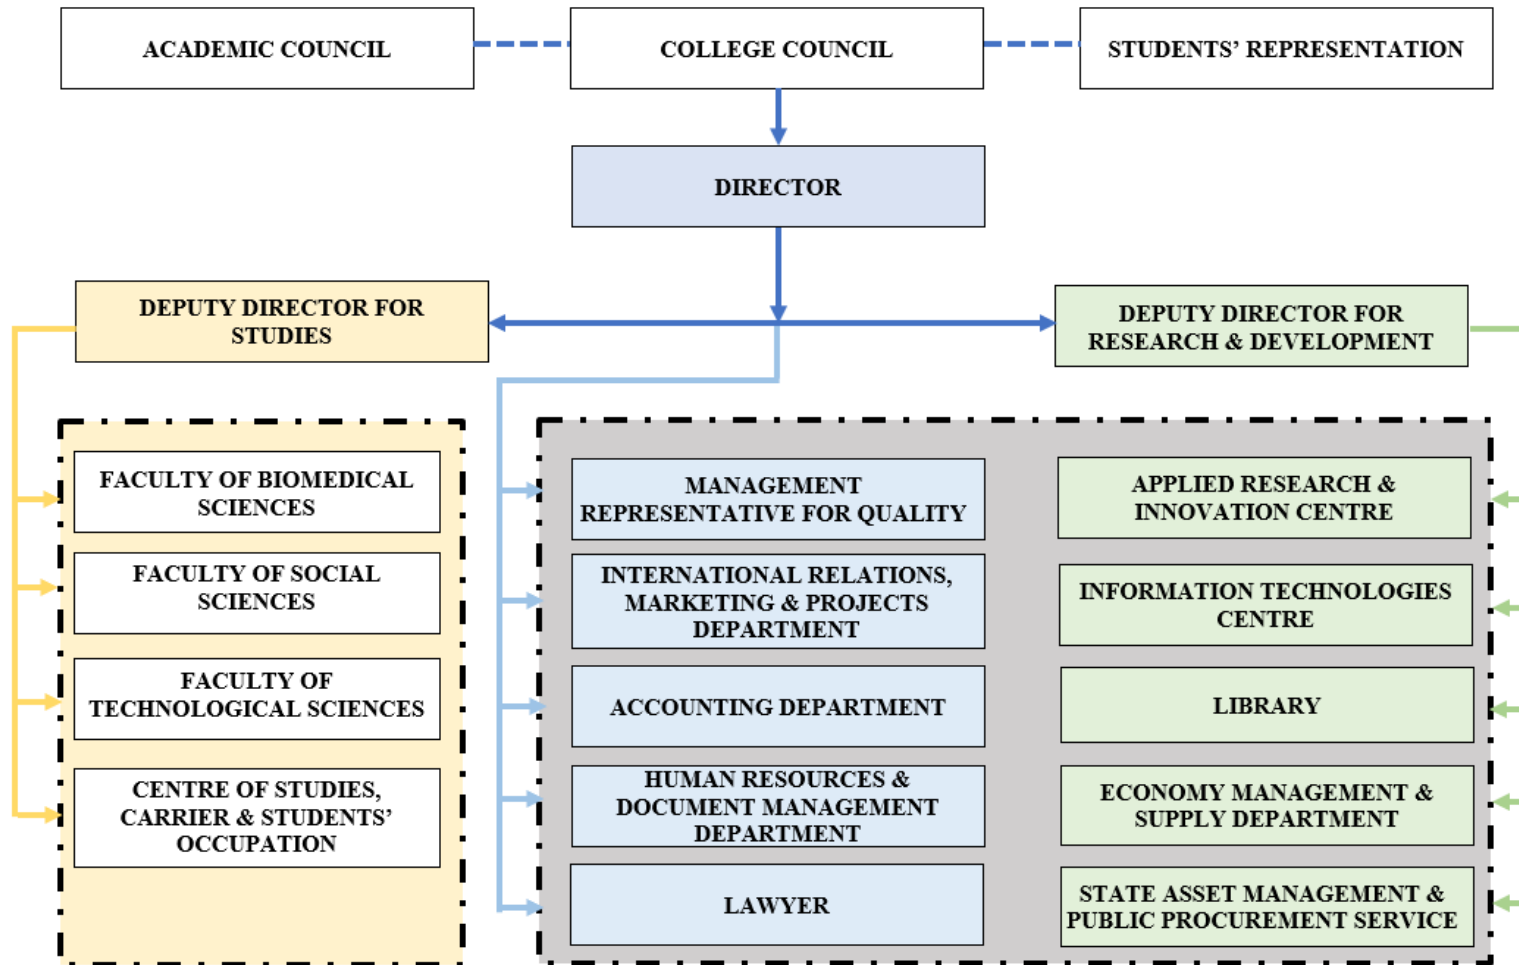 ACADEMIC COUNCIL
COLLEGE COUNCIL
STUDENTS’ REPRESENTATION
DIRECTOR
DEPUTY DIRECTOR FOR
STUDIES
DEPUTY DIRECTOR FOR
RESEARCH & DEVELOPMENT
FACULTY OF BIOMEDICAL
SCIENCES
FACULTY OF SOCIAL
SCIENCES
FACULTY OF
TECHNOLOGICAL SCIENCES
CENTRE OF STUDIES,
CARRIER & STUDENTS’
OCCUPATION
MANAGEMENT
REPRESENTATIVE FOR QUALITY
INTERNATIONAL RELATIONS,
MARKETING & PROJECTS
DEPARTMENT
ACCOUNTING DEPARTMENT
HUMAN RESOURCES &
DOCUMENT MANAGEMENT
DEPARTMENT
LAWYER
APPLIED RESEARCH &
INNOVATION CENTRE
INFORMATION TECHNOLOGIES
CENTRE
LIBRARY
ECONOMY MANAGEMENT &
SUPPLY DEPARTMENT
STATE ASSET MANAGEMENT &
PUBLIC PROCUREMENT SERVICE